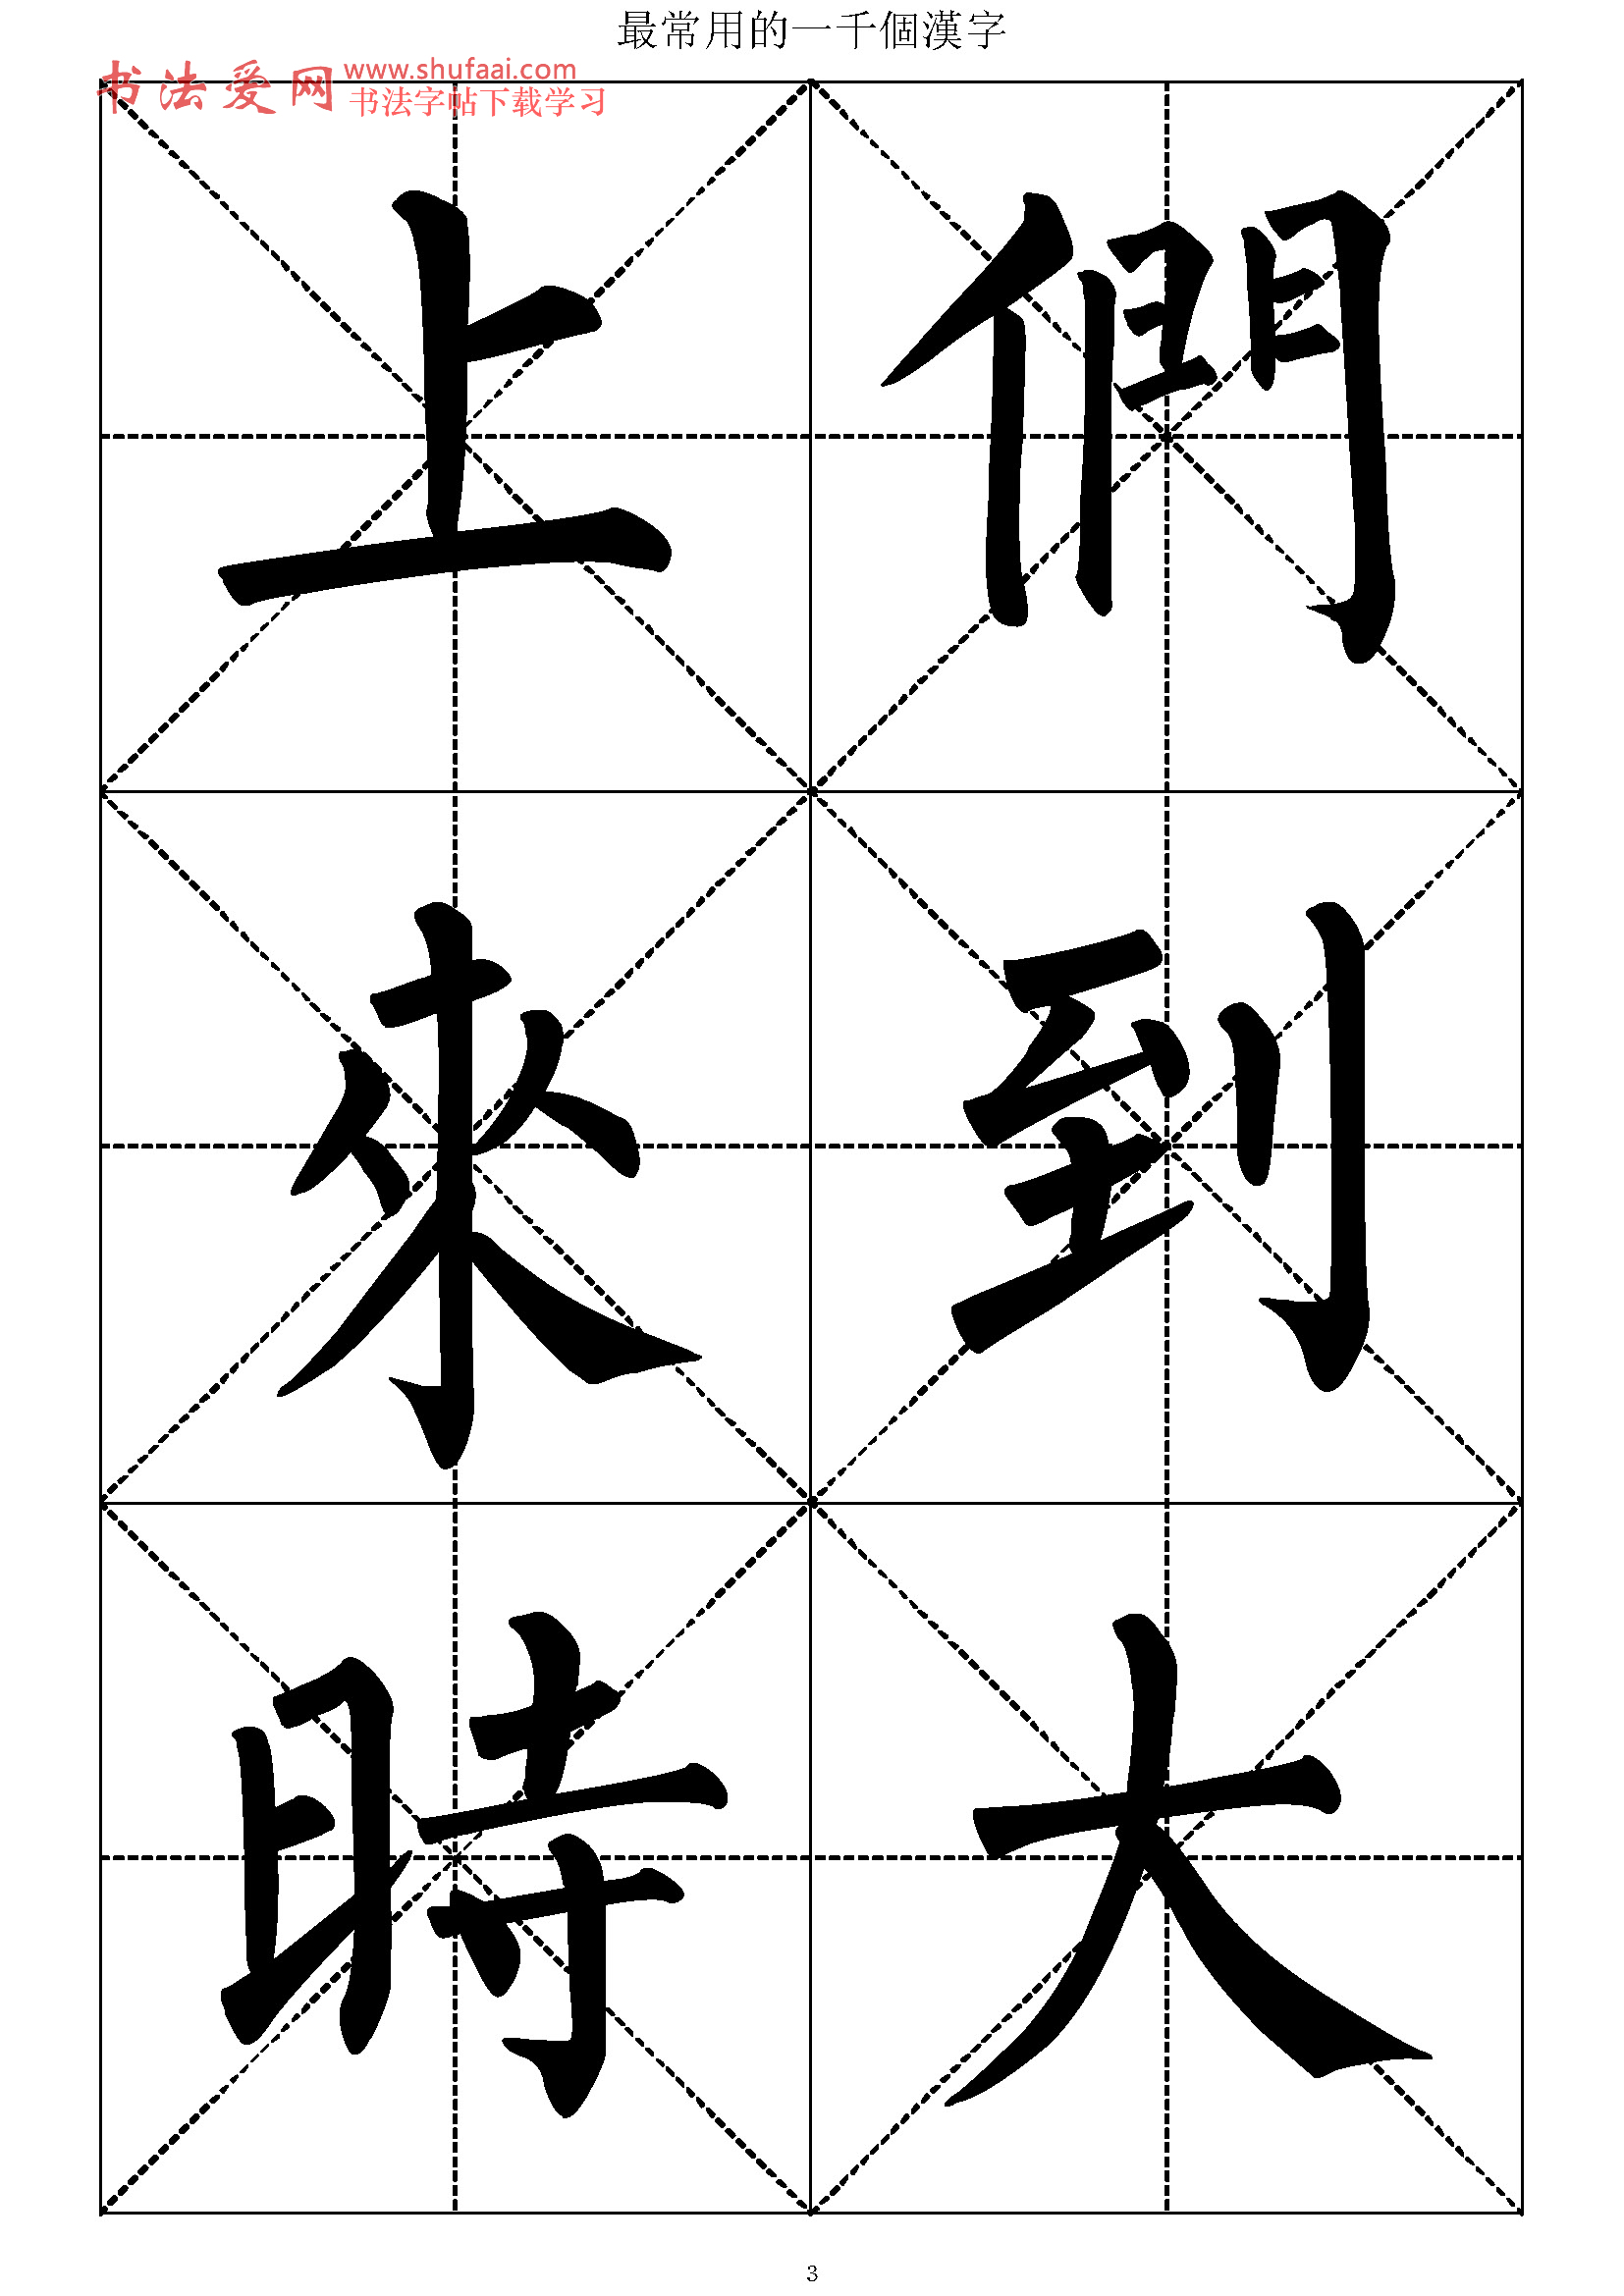 最常用的一千個漢字
书法爱网 www.shufaai.com
书法字帖下载学习
們 到 大
上 來 時
3